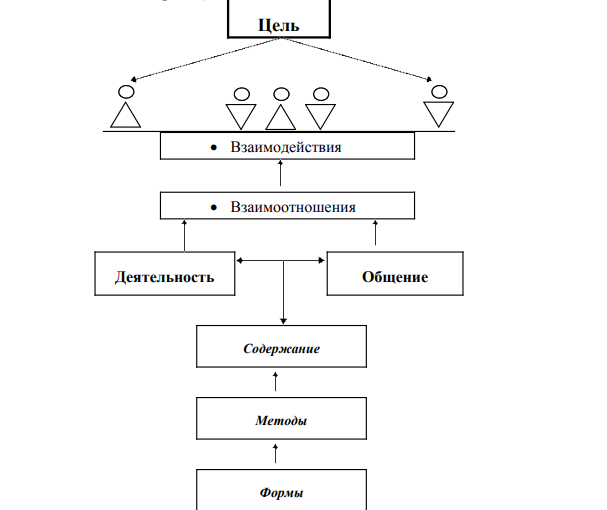 Цель
• Взаимодействия
• Взаимоотношения
Деятельность
Общение
Содержание
Методы
Формы